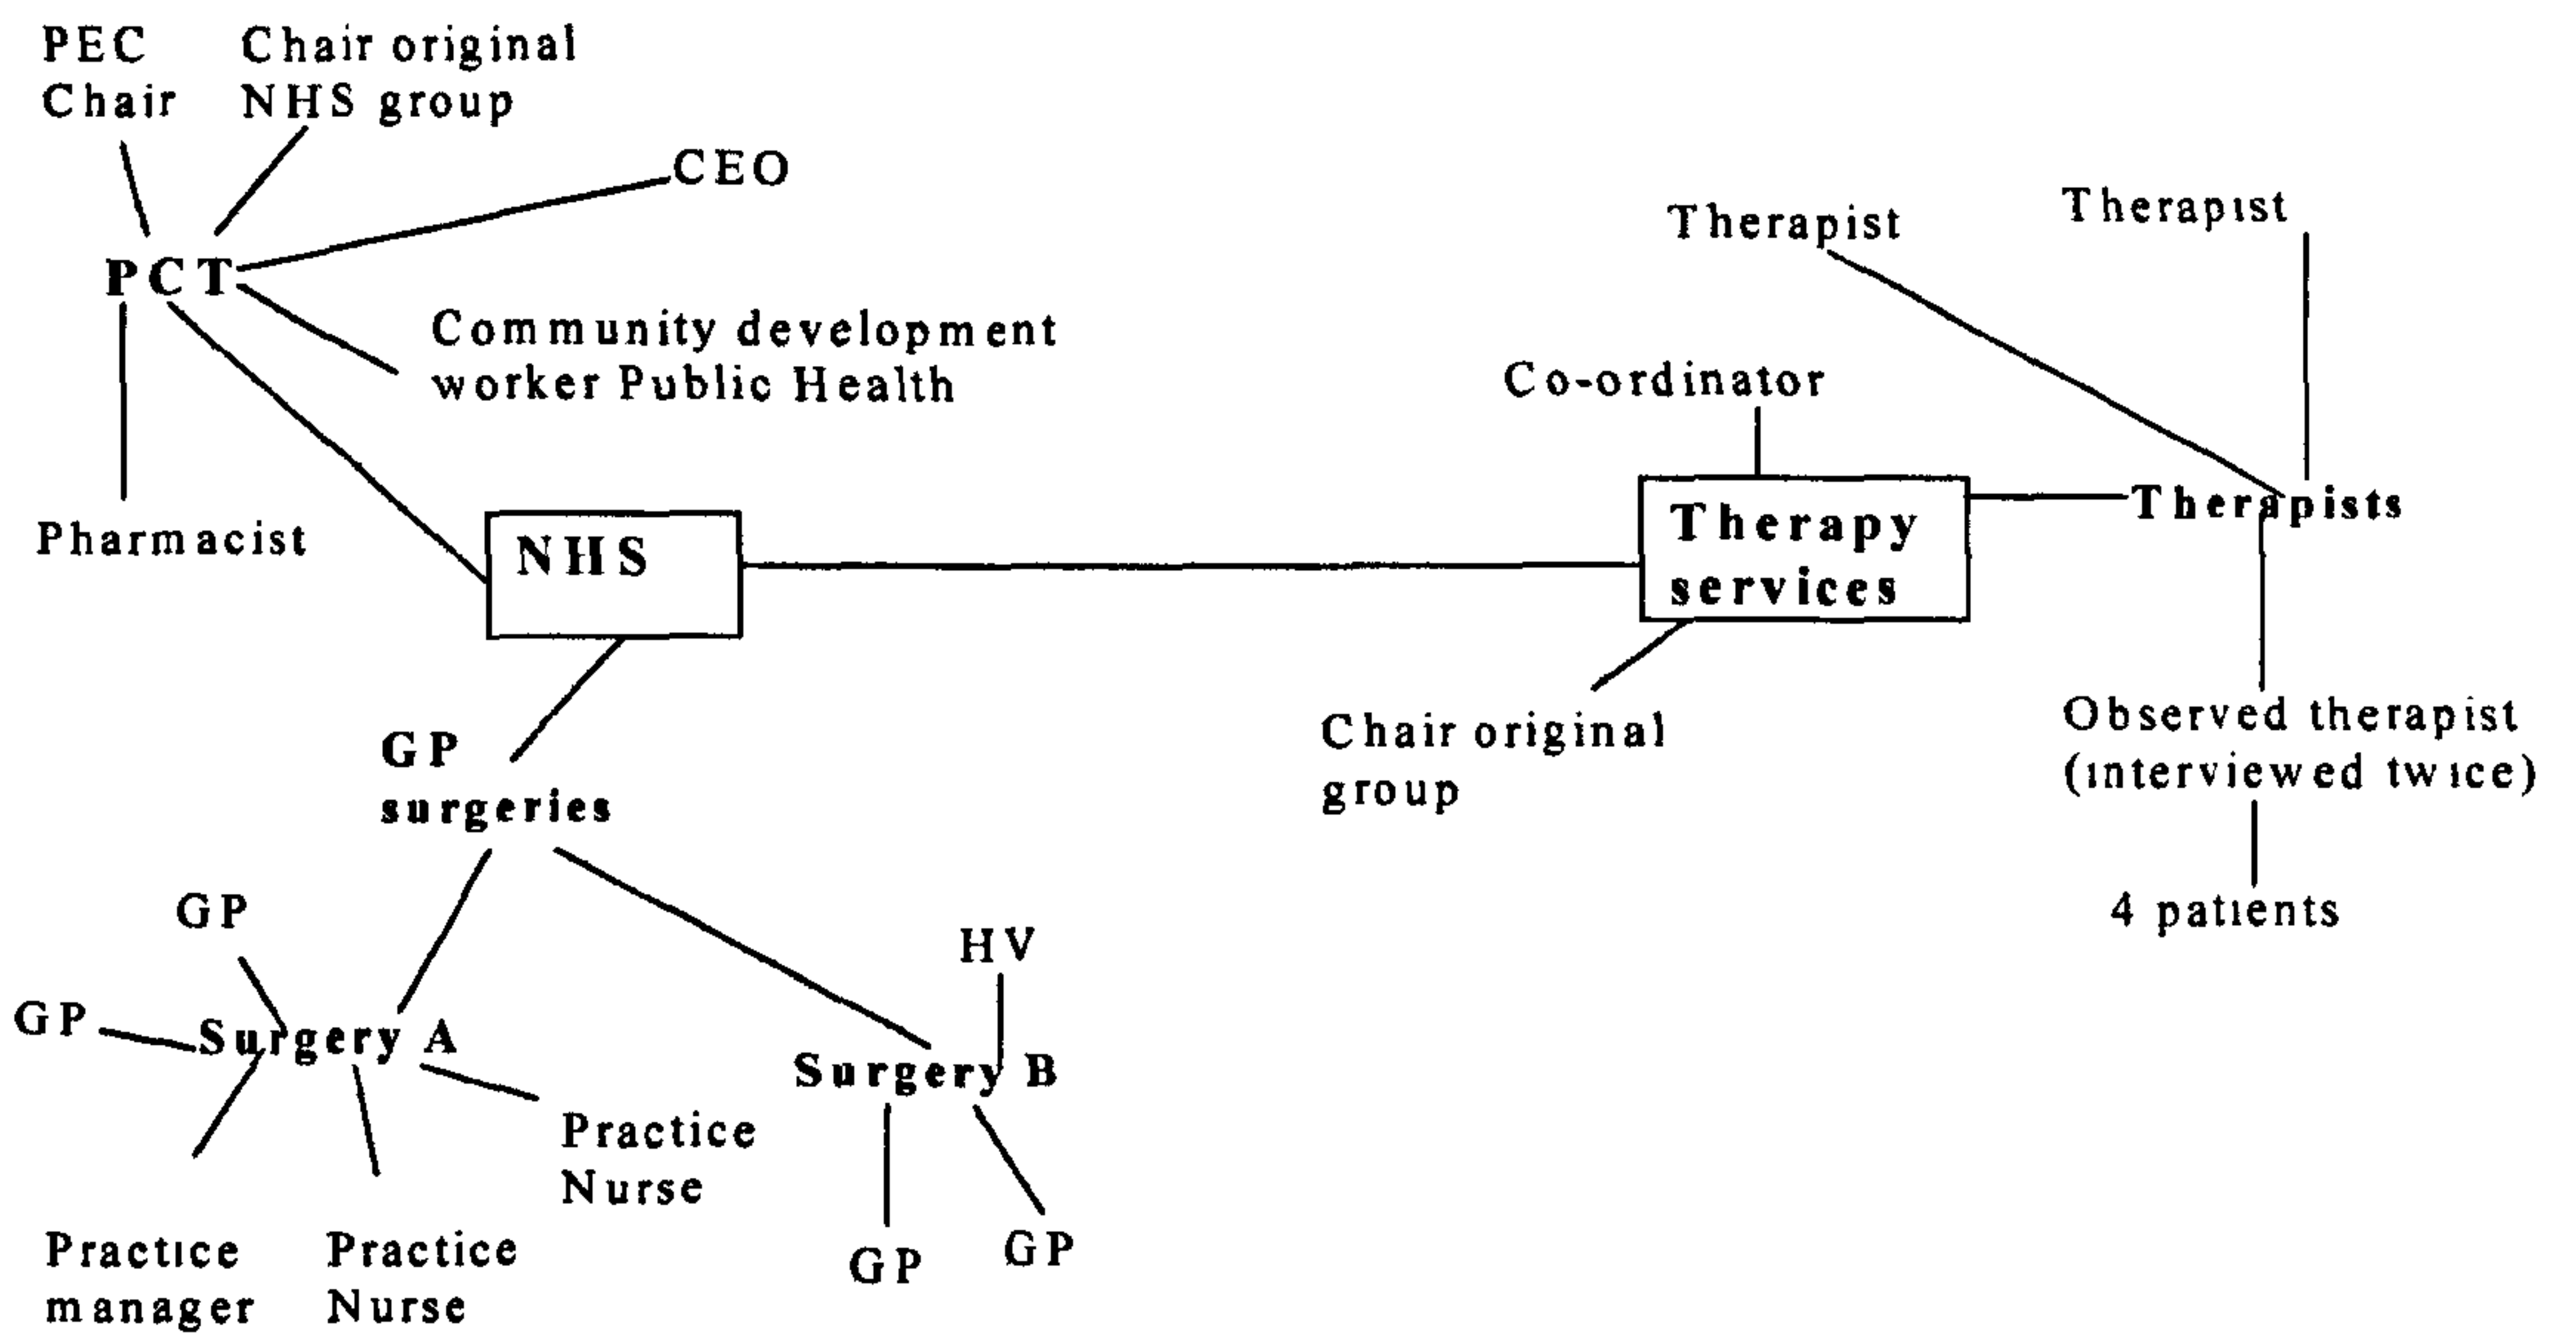 PEC
Chair
Chair original
NHS group
CEO
PCT
Community development
worker Public Health
Pharmacist
NHS
GP
surgeries
GP
GP
Surgery A
Practice
manager
Practice
Nurse
Practice
Nurse
HV
Surgery B
GP
GP
Therapist
Therapist
Co-ordinator
Therapy
services
Therapists
Chair original
group
Observed therapist
(interviewed twice)
4 patients